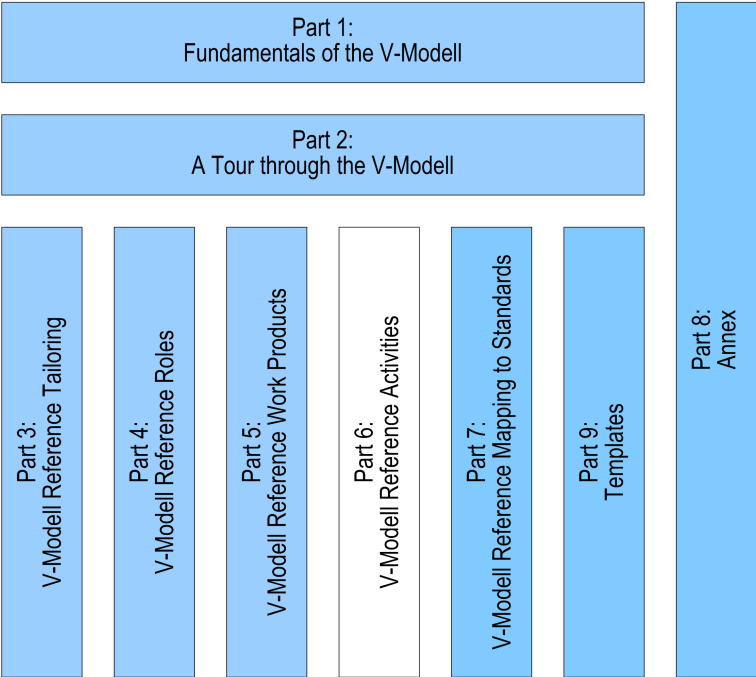 Part 1:
Fundamentals of the V-Modell
Part 2:
A Tour through the V-Modell
Part 3:
V-Modell Reference Tailoring
Part 4:
V-Modell Reference Roles
Part 5:
V-Modell Reference Work Products
Part 6:
V-Modell Reference Activities
Part 7:
V-Modell Reference Mapping to Standards
Part 9:
Templates
Part 8:
Annex